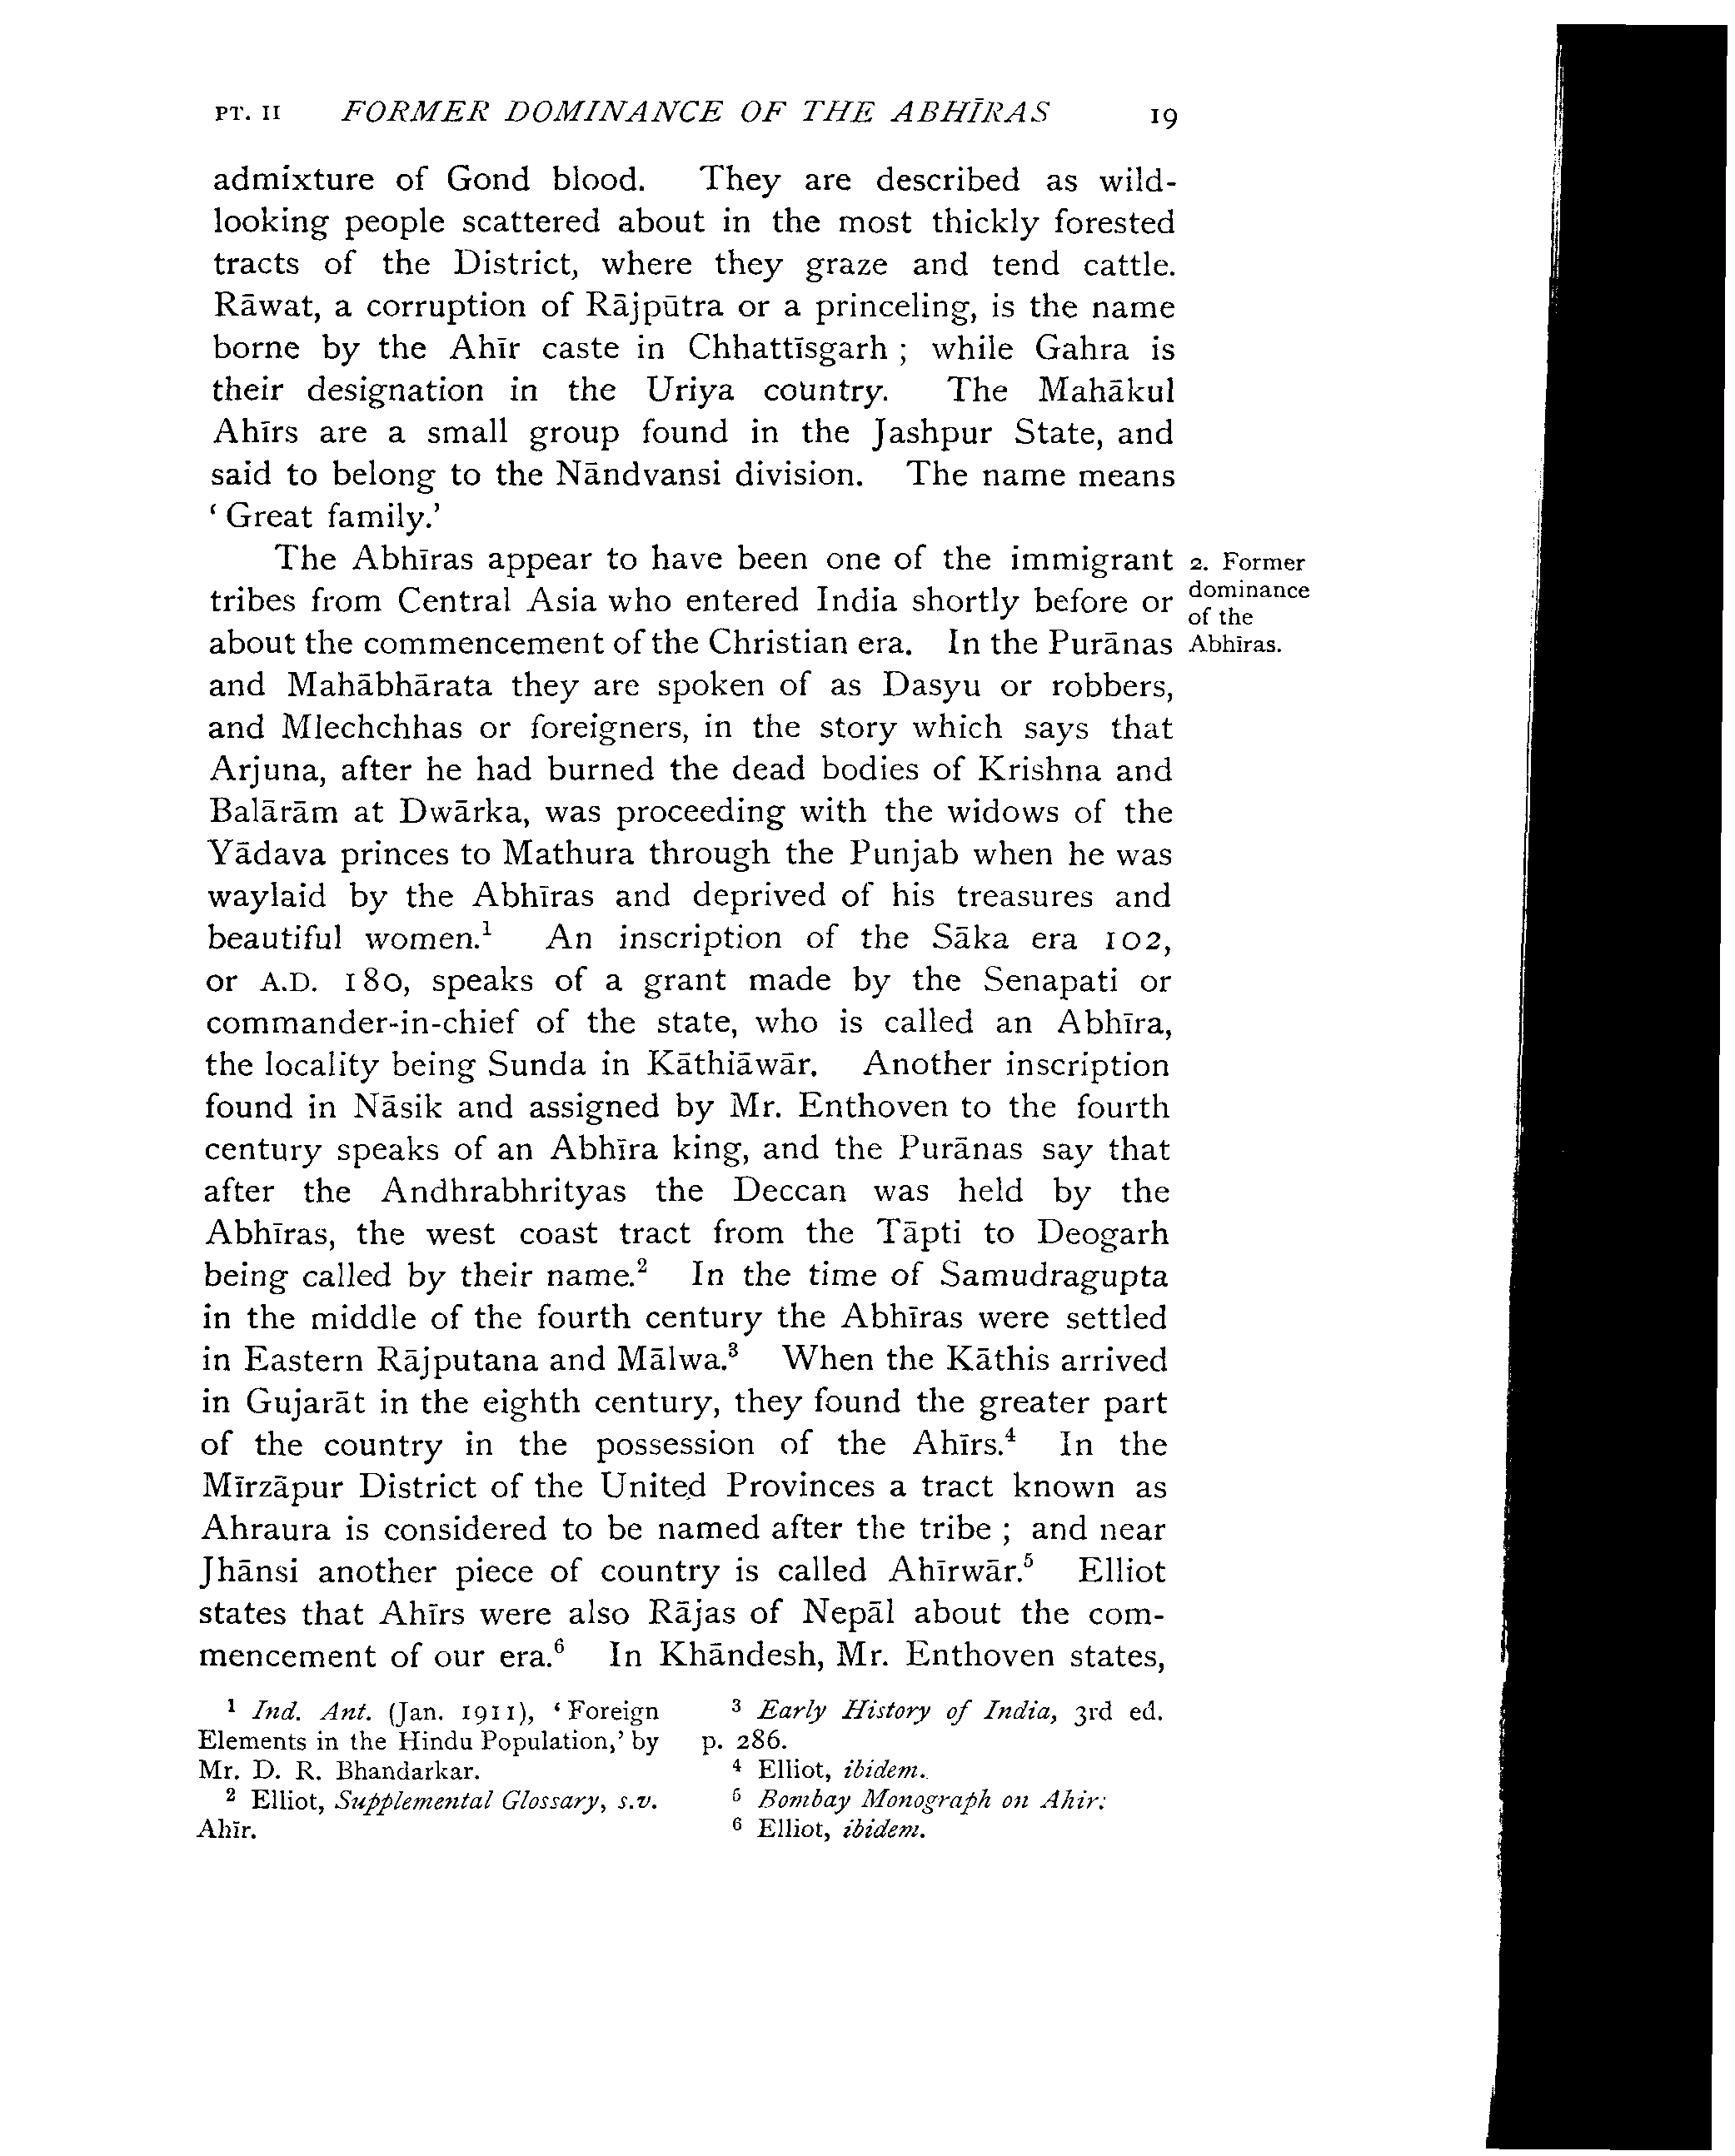 PT. II FORMER DOMINANCE OF THE ABHĪRAS 19
admixture of Gond blood. They are described as wild-
looking people scattered about in the most thickly forested
tracts of the District, where they graze and tend cattle.
Rāwat, a corruption of Rājpūtra or a princeling, is the name
borne by the Ahīr caste in Chhattīsgarh ; while Gahra is
their designation in the Uriya country. The Mahākul
Ahīrs are a small group found in the Jashpur State, and
said to belong to the Nāndvansi division. The name means
‘ Great family.’
The Abhīras appear to have been one of the immigrant
tribes from Central Asia who entered India shortly before or
about the commencement of the Christian era. In the Purānas
and Mahābhārata they are spoken of as Dasyu or robbers,
and Mlechchhas or foreigners, in the story which says that
Arjuna, after he had burned the dead bodies of Krishna and
Balārām at Dwārka, was proceeding with the widows of the
Yādava princes to Mathura through the Punjab when he was
waylaid by the Abhīras and deprived of his treasures and
beautiful women.¹ An inscription of the Sāka era 102,
or A.D. 180, speaks of a grant made by the Senapati or
commander-in-chief of the state, who is called an Abhīra,
the locality being Sunda in Kāthiāwār. Another inscription
found in Nāsik and assigned by Mr. Enthoven to the fourth
century speaks of an Abhīra king, and the Purānas say that
after the Andhrabhrityas the Deccan was held by the
Abhīras, the west coast tract from the Tāpti to Deogarh
being called by their name.² In the time of Samudragupta
in the middle of the fourth century the Abhīras were settled
in Eastern Rājputana and Mālwa.³ When the Kāthis arrived
in Gujarāt in the eighth century, they found the greater part
of the country in the possession of the Ahīrs.⁴ In the
Mīrzāpur District of the United Provinces a tract known as
Ahraura is considered to be named after the tribe ; and near
Jhānsi another piece of country is called Ahīrwār.⁵ Elliot
states that Ahīrs were also Rājas of Nepāl about the com-
mencement of our era.⁶ In Khāndesh, Mr. Enthoven states,
2. Former
dominance
of the
Abhīras.
¹ Ind. Ant. (Jan. 1911), ‘ Foreign
Elements in the Hindu Population,’ by
Mr. D. R. Bhandarkar.
² Elliot, Supplemental Glossary, s.v.
Ahīr.
³ Early History of India, 3rd ed.
p. 286.
⁴ Elliot, ibidem.
⁵ Bombay Monograph on Ahir.
⁶ Elliot, ibidem.